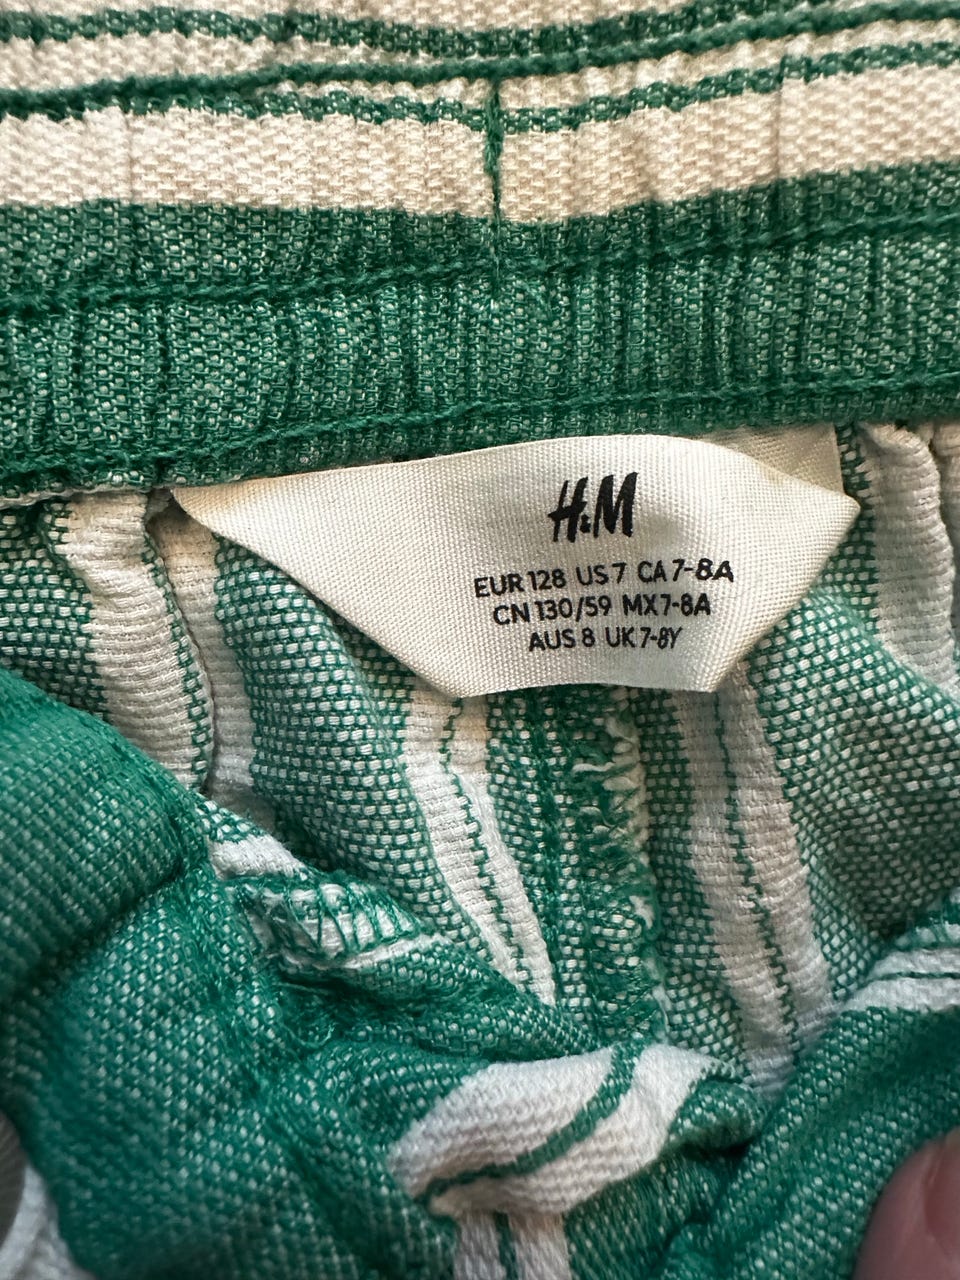 H&M
EUR 128 US 7 CA 7-8A
CN 130/59 MX 7-8A
AUS 8 UK 7-8Y